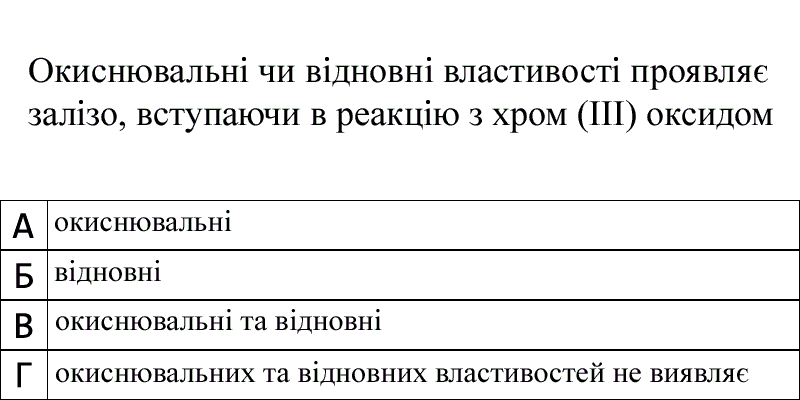 Окиснювальні чи відновні властивості проявляє
залізо, вступаючи в реакцію з хром (III) оксидом
А окиснювальні
Б відновні
В окиснювальні та відновні
Г окиснювальних та відновних властивостей не виявляє